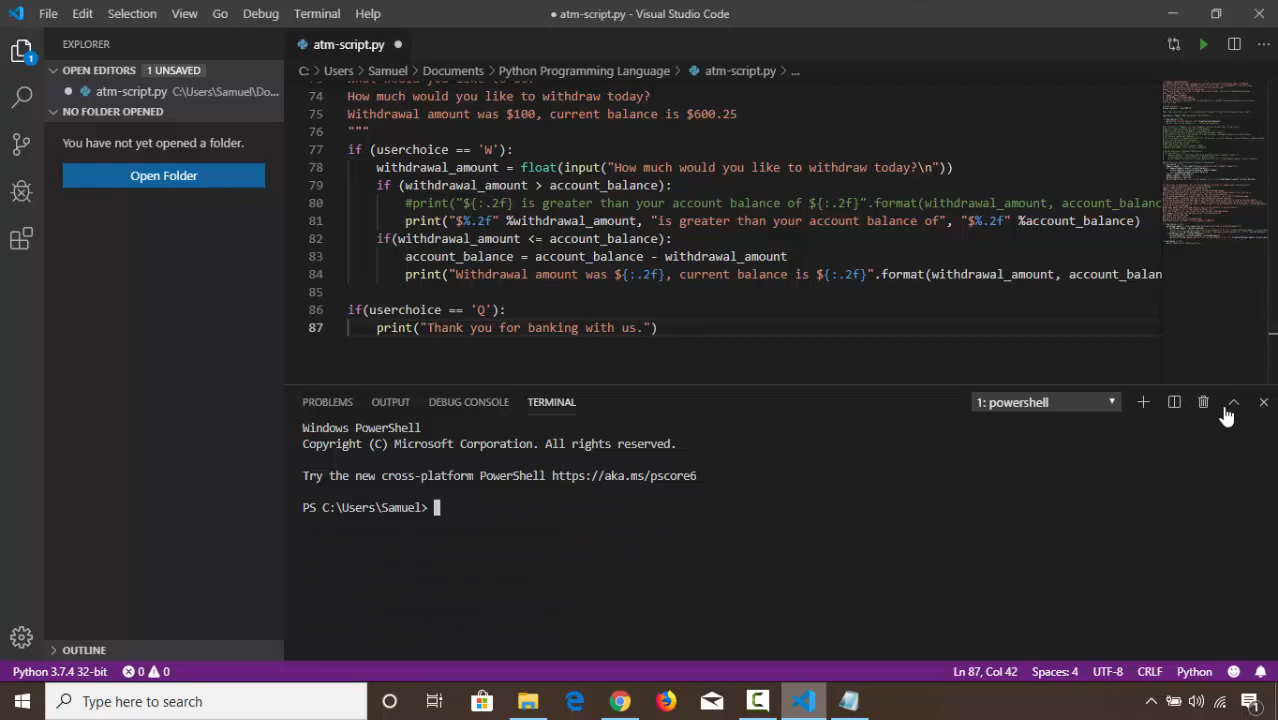 File Edit Selection View Go Debug Terminal Help
● atm-script.py - Visual Studio Code
EXPLORER
OPEN EDITORS 1 UNSAVED
atm-script.py C:\Users\Samuel\Do...
NO FOLDER OPENED
You have not yet opened a folder.
Open Folder
OUTLINE
1
atm-script.py
C: > Users > Samuel > Documents > Python Programming Language > atm-script.py > ...
74 How much would you like to withdraw today?
75 Withdrawal amount was $100, current balance is $600.25
76 """
77 if (userchoice == 'W'):
78 withdrawal_amount = float(input("How much would you like to withdraw today?\n"))
79 if (withdrawal_amount > account_balance):
80 #print("${:.2f} is greater than your account balance of ${:.2f}".format(withdrawal_amount, account_balanc
81 print("$%.2f" %withdrawal_amount, "is greater than your account balance of", "$%.2f" %account_balance)
82 if(withdrawal_amount <= account_balance):
83 account_balance = account_balance - withdrawal_amount
84 print("Withdrawal amount was ${:.2f}, current balance is ${:.2f}".format(withdrawal_amount, account_balan
85
86 if(userchoice == 'Q'):
87 print("Thank you for banking with us.")
PROBLEMS OUTPUT DEBUG CONSOLE TERMINAL
1: powershell
Windows PowerShell
Copyright (C) Microsoft Corporation. All rights reserved.
Try the new cross-platform PowerShell https://aka.ms/pscore6
PS C:\Users\Samuel>
Python 3.7.4 32-bit 0 0
Ln 87, Col 42 Spaces: 4 UTF-8 CRLF Python
Type here to search
1